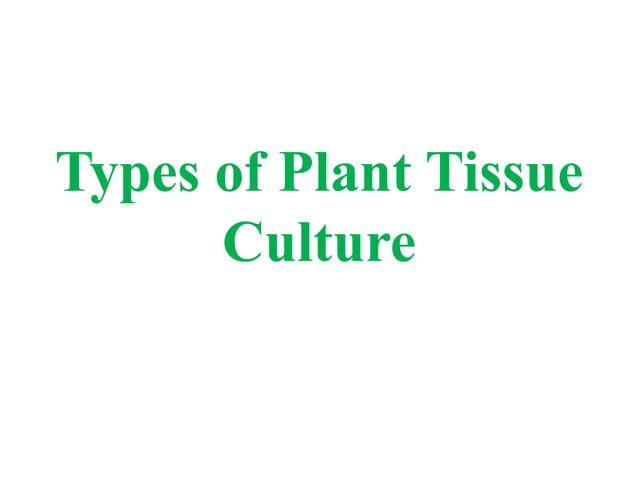 Types of Plant Tissue
Culture